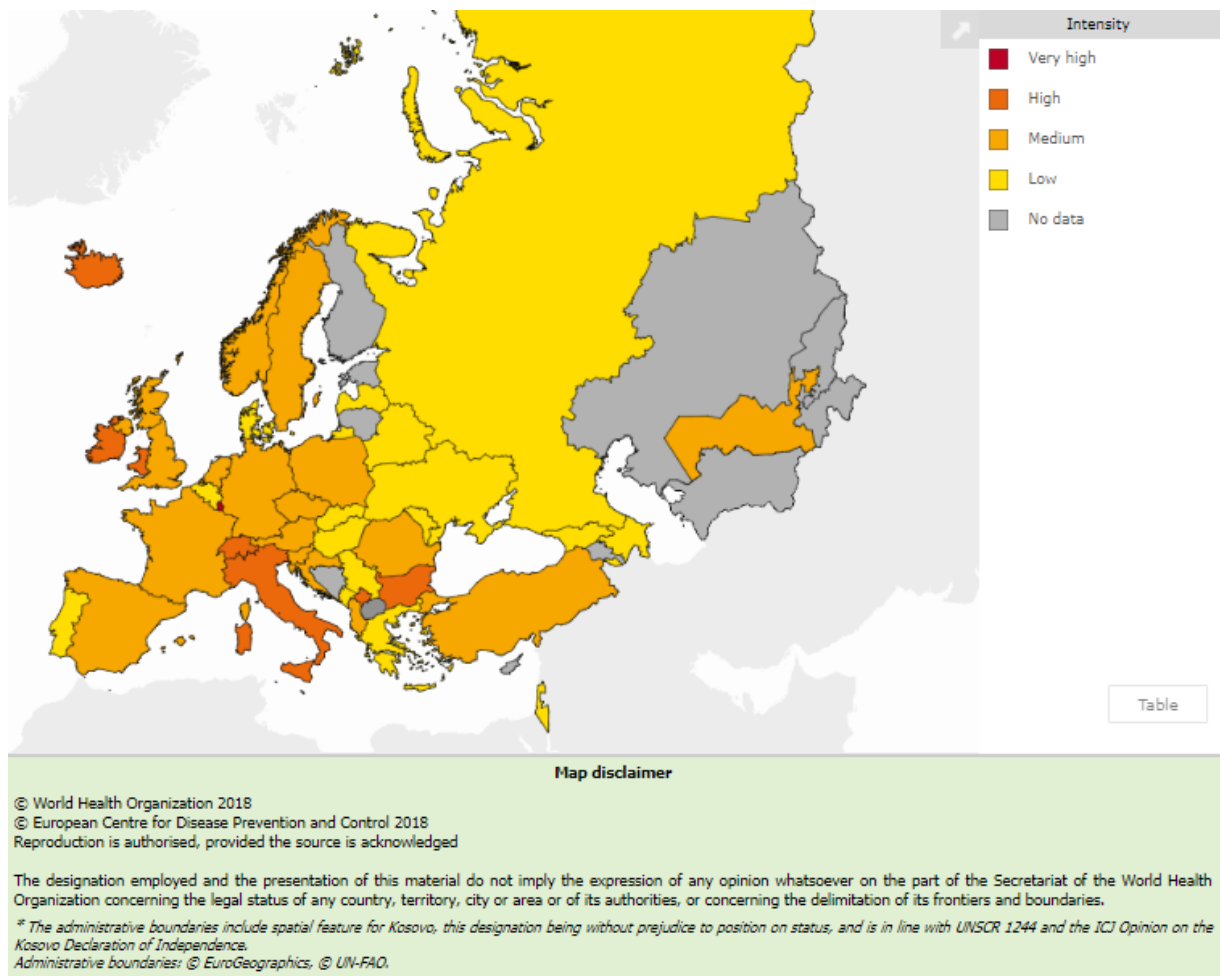 Intensity
Very high
High
Medium
Low
No data
Table
Map disclaimer
© World Health Organization 2018
© European Centre for Disease Prevention and Control 2018
Reproduction is authorised, provided the source is acknowledged
The designation employed and the presentation of this material do not imply the expression of any opinion whatsoever on the part of the Secretariat of the World Health
Organization concerning the legal status of any country, territory, city or area or of its authorities, or concerning the delimitation of its frontiers and boundaries.
* The administrative boundaries include spatial feature for Kosovo, this designation being without prejudice to position on status, and is in line with UNSCR 1244 and the ICJ Opinion on the
Kosovo Declaration of Independence.
Administrative boundaries: © EuroGeographics, © UN-FAO.